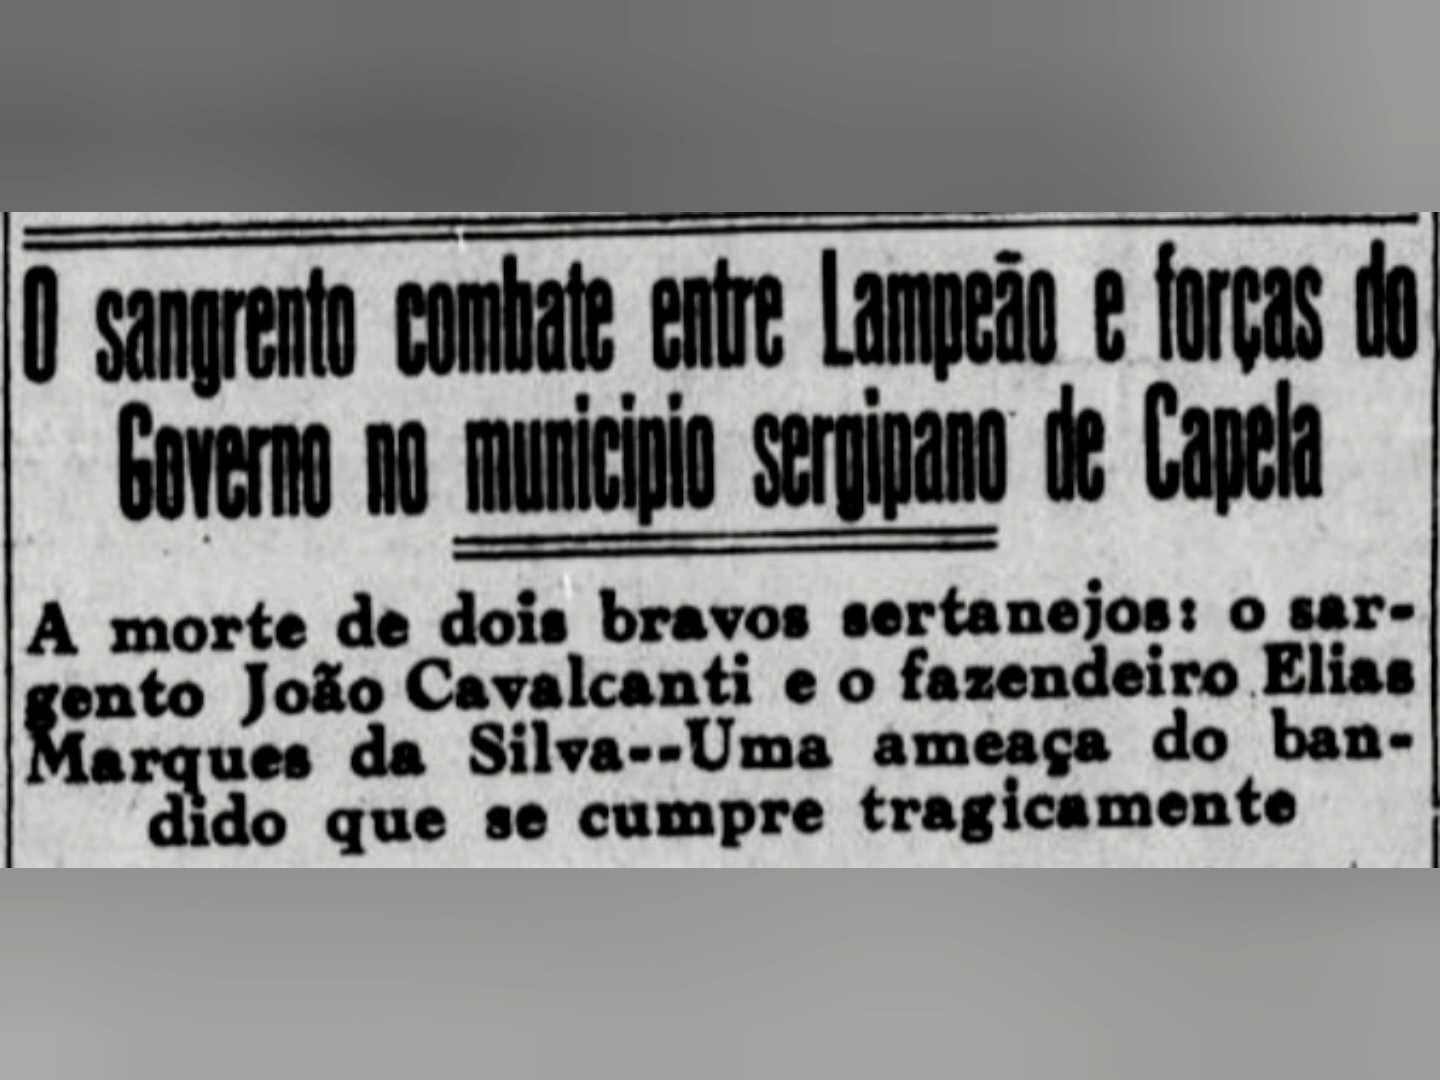 O sangrento combate entre Lampeão e forças do
Governo no municipio sergipano de Capela
A morte de dois bravos sertanejos: o sar-
gento João Cavalcanti e o fazendeiro Elias
Marques da Silva--Uma ameaça do ban-
dido que se cumpre tragicamente